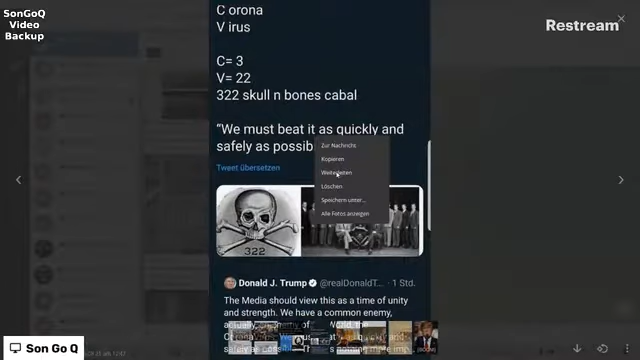 SonGoQ
Video
Backup
Restream
C orona
V irus
C= 3
V= 22
322 skull n bones cabal
“We must beat it as quickly and
safely as possib
Zur Nachricht
Kopieren
Weiterleiten
Löschen
Speichern unter...
Alle Fotos anzeigen
Tweet übersetzen
322
Donald J. Trump @realDonaldT... · 1 Std.
The Media should view this as a time of unity
and strength. We have a common enemy,
Son Go Q